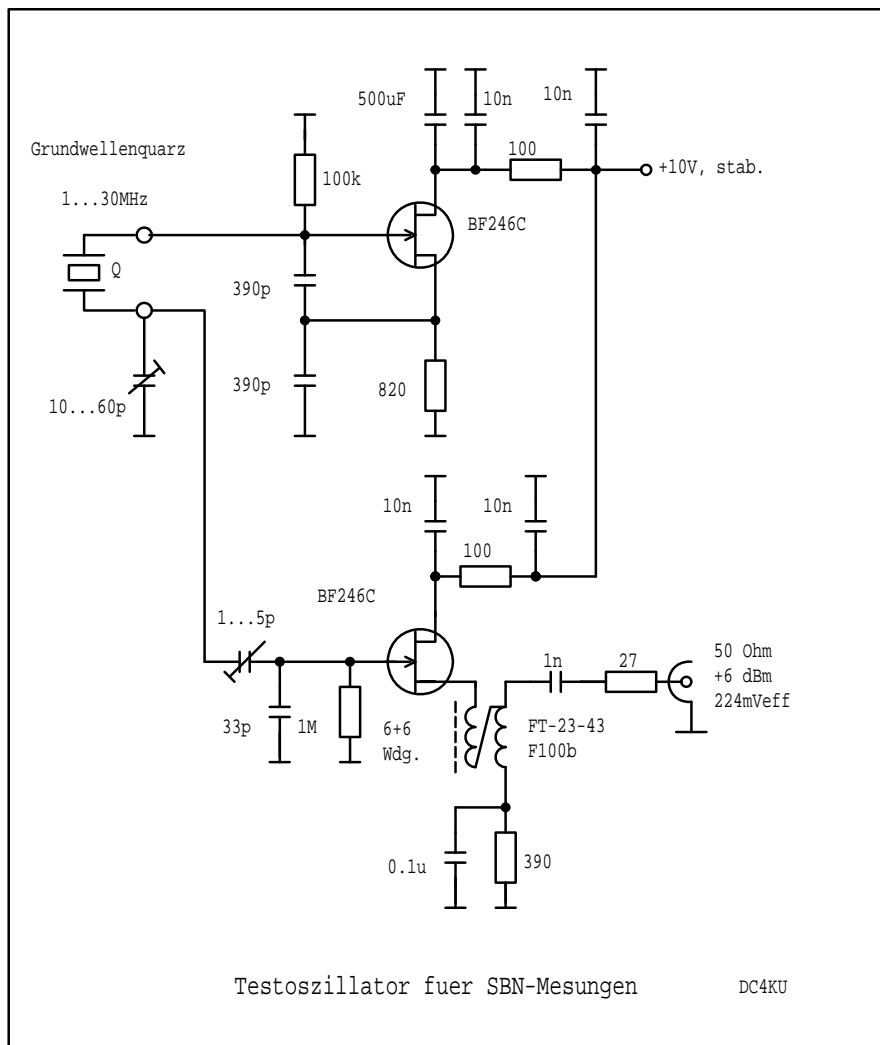 500uF
10n
10n
Grundwellenquarz
100
+10V, stab.
100k
1...30MHz
BF246C
Q
390p
390p
820
10...60p
10n
10n
100
BF246C
1...5p
50 Ohm
+6 dBm
224mVeff
1n
27
33p
1M
6+6
Wdg.
FT-23-43
F100b
0.1u
390
Testoszillator fuer SBN-Mesungen
DC4KU